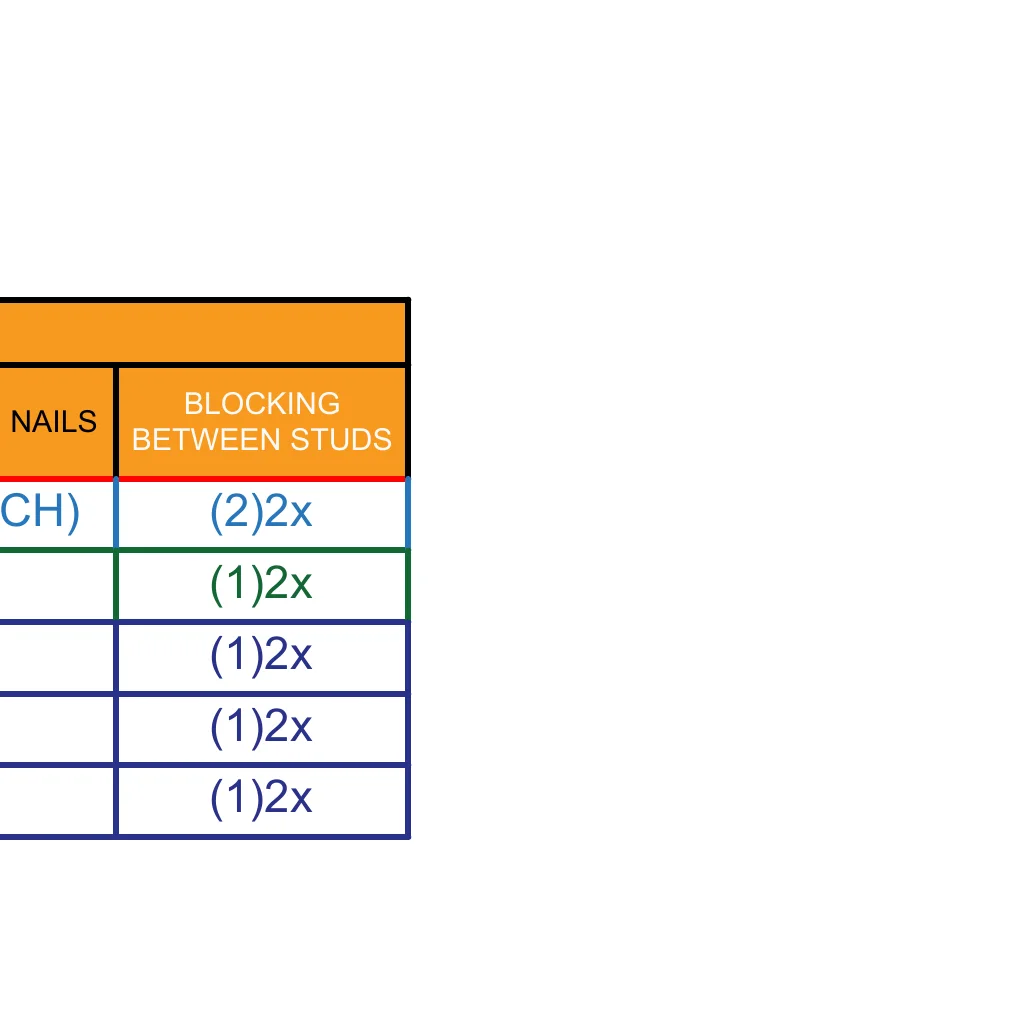 NAILS
BLOCKING
BETWEEN STUDS
CH)
(2)2x
(1)2x
(1)2x
(1)2x
(1)2x